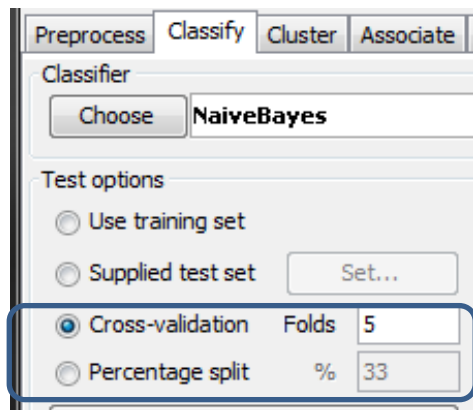 Preprocess Classify Cluster Associate
Classifier
Choose NaiveBayes
Test options
Use training set
Supplied test set Set...
Cross-validation Folds 5
Percentage split % 33